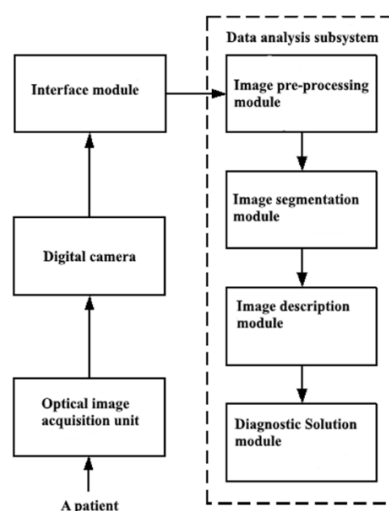 Data analysis subsystem
Interface module
Image pre-processing
module
Image segmentation
module
Digital camera
Image description
module
Optical image
acquisition unit
Diagnostic Solution
module
A patient